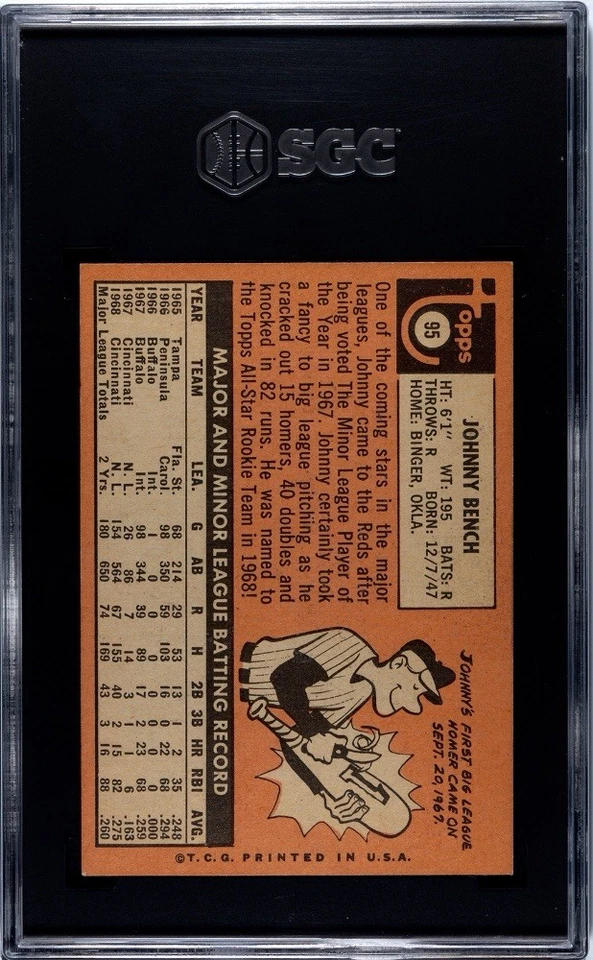 SGC
Topps
95
JOHNNY BENCH
HT: 6'1" WT: 195 BATS: R
THROWS: R BORN: 12/7/47
HOME: BINGER, OKLA.
One of the coming stars in the major
leagues, Johnny came to the Reds after
being voted The Minor League Player of
the Year in 1967. Johnny certainly took
a fancy to big league pitching as he
cracked out 15 homers, 40 doubles and
knocked in 82 runs. He was named to
the Topps All-Star Rookie Team in 1968!
JOHNNY'S FIRST BIG LEAGUE
HOMER CAME ON
SEPT. 20, 1967.
MAJOR AND MINOR LEAGUE BATTING RECORD
YEAR TEAM LEA. G AB R H 2B 3B HR RBI AVG.
1965 Tampa Fla. St. 68 214 29 53 13 1 2 35 .248
1966 Peninsula Carol. 98 350 59 103 16 0 22 68 .294
1966 Buffalo Int. 1 0 0 0 0 0 0 0 .000
1967 Buffalo Int. 98 344 39 89 17 2 23 68 .259
1967 Cincinnati N. L. 26 86 7 14 3 1 1 6 .163
1968 Cincinnati N. L. 154 564 67 155 40 2 15 82 .275
Major League Totals 2 Yrs. 180 650 74 169 43 3 16 88 .260
©T.C.G. PRINTED IN U.S.A.